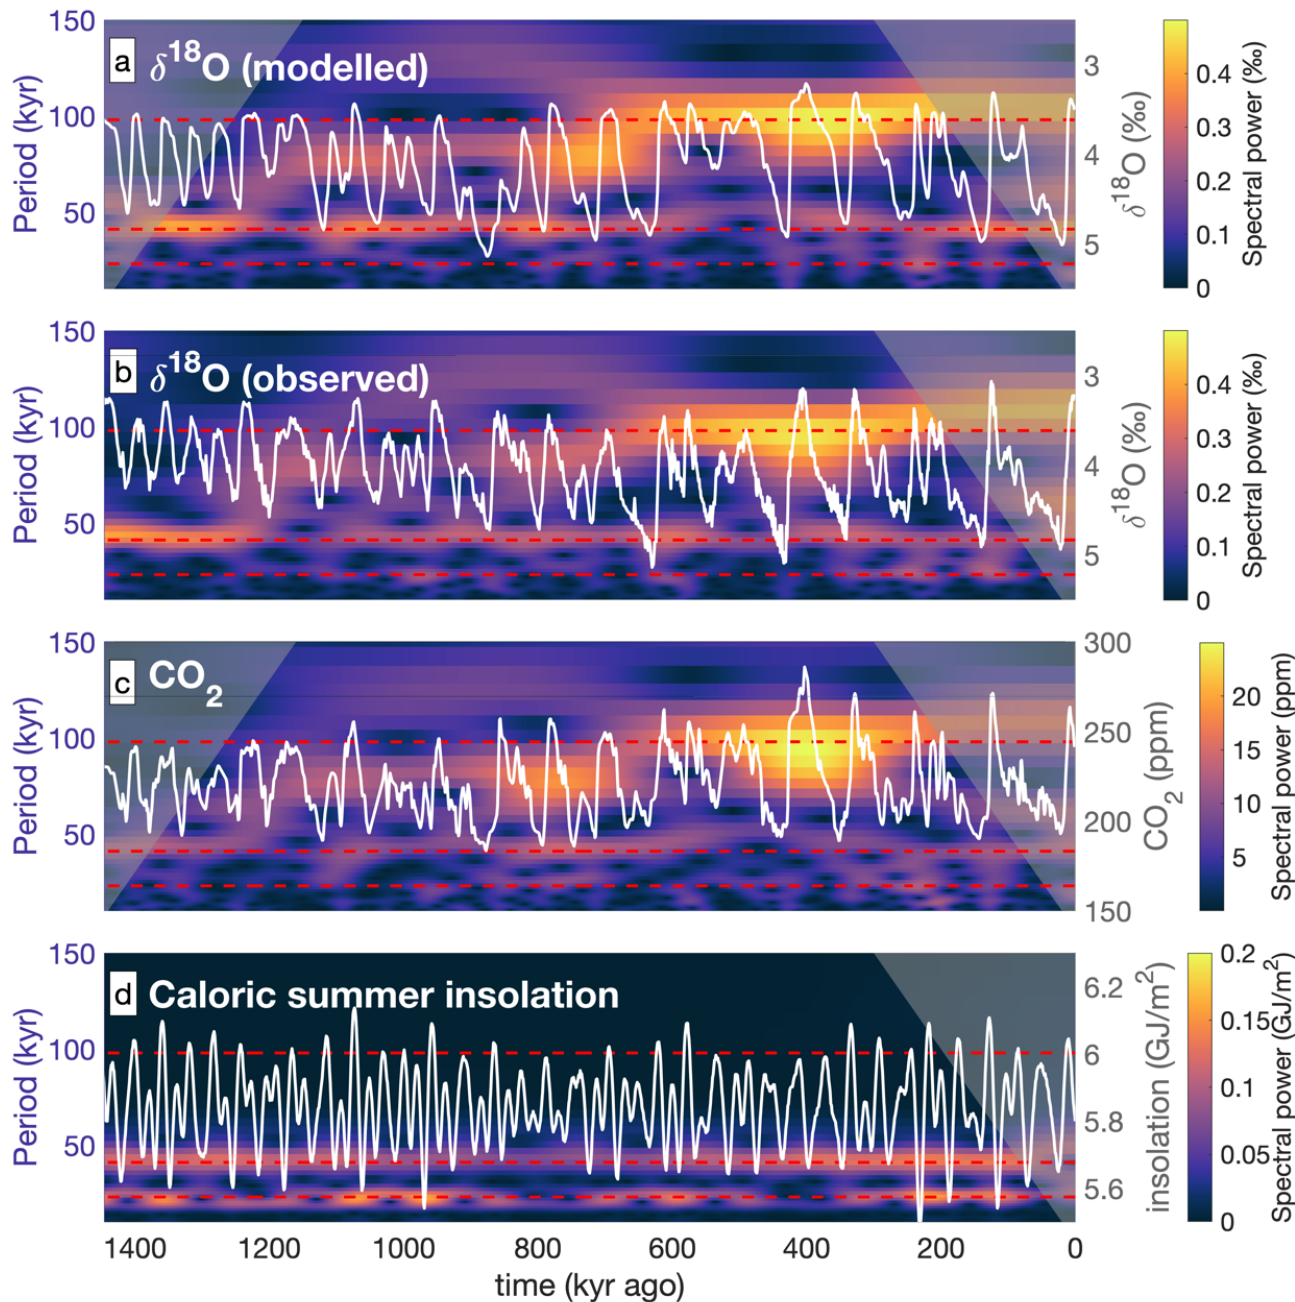 150
100
50
Period (kyr)
a δ¹⁸O (modelled)
3
4
5
δ¹⁸O (‰)
0.4
0.3
0.2
0.1
0
Spectral power (‰)
150
100
50
Period (kyr)
b δ¹⁸O (observed)
3
4
5
δ¹⁸O (‰)
0.4
0.3
0.2
0.1
0
Spectral power (‰)
150
100
50
Period (kyr)
c CO₂
300
250
200
150
CO₂ (ppm)
20
15
10
5
Spectral power (ppm)
150
100
50
Period (kyr)
d Caloric summer insolation
6.2
6
5.8
5.6
insolation (GJ/m²)
0.2
0.15
0.1
0.05
0
Spectral power (GJ/m²)
1400 1200 1000 800 600 400 200 0
time (kyr ago)